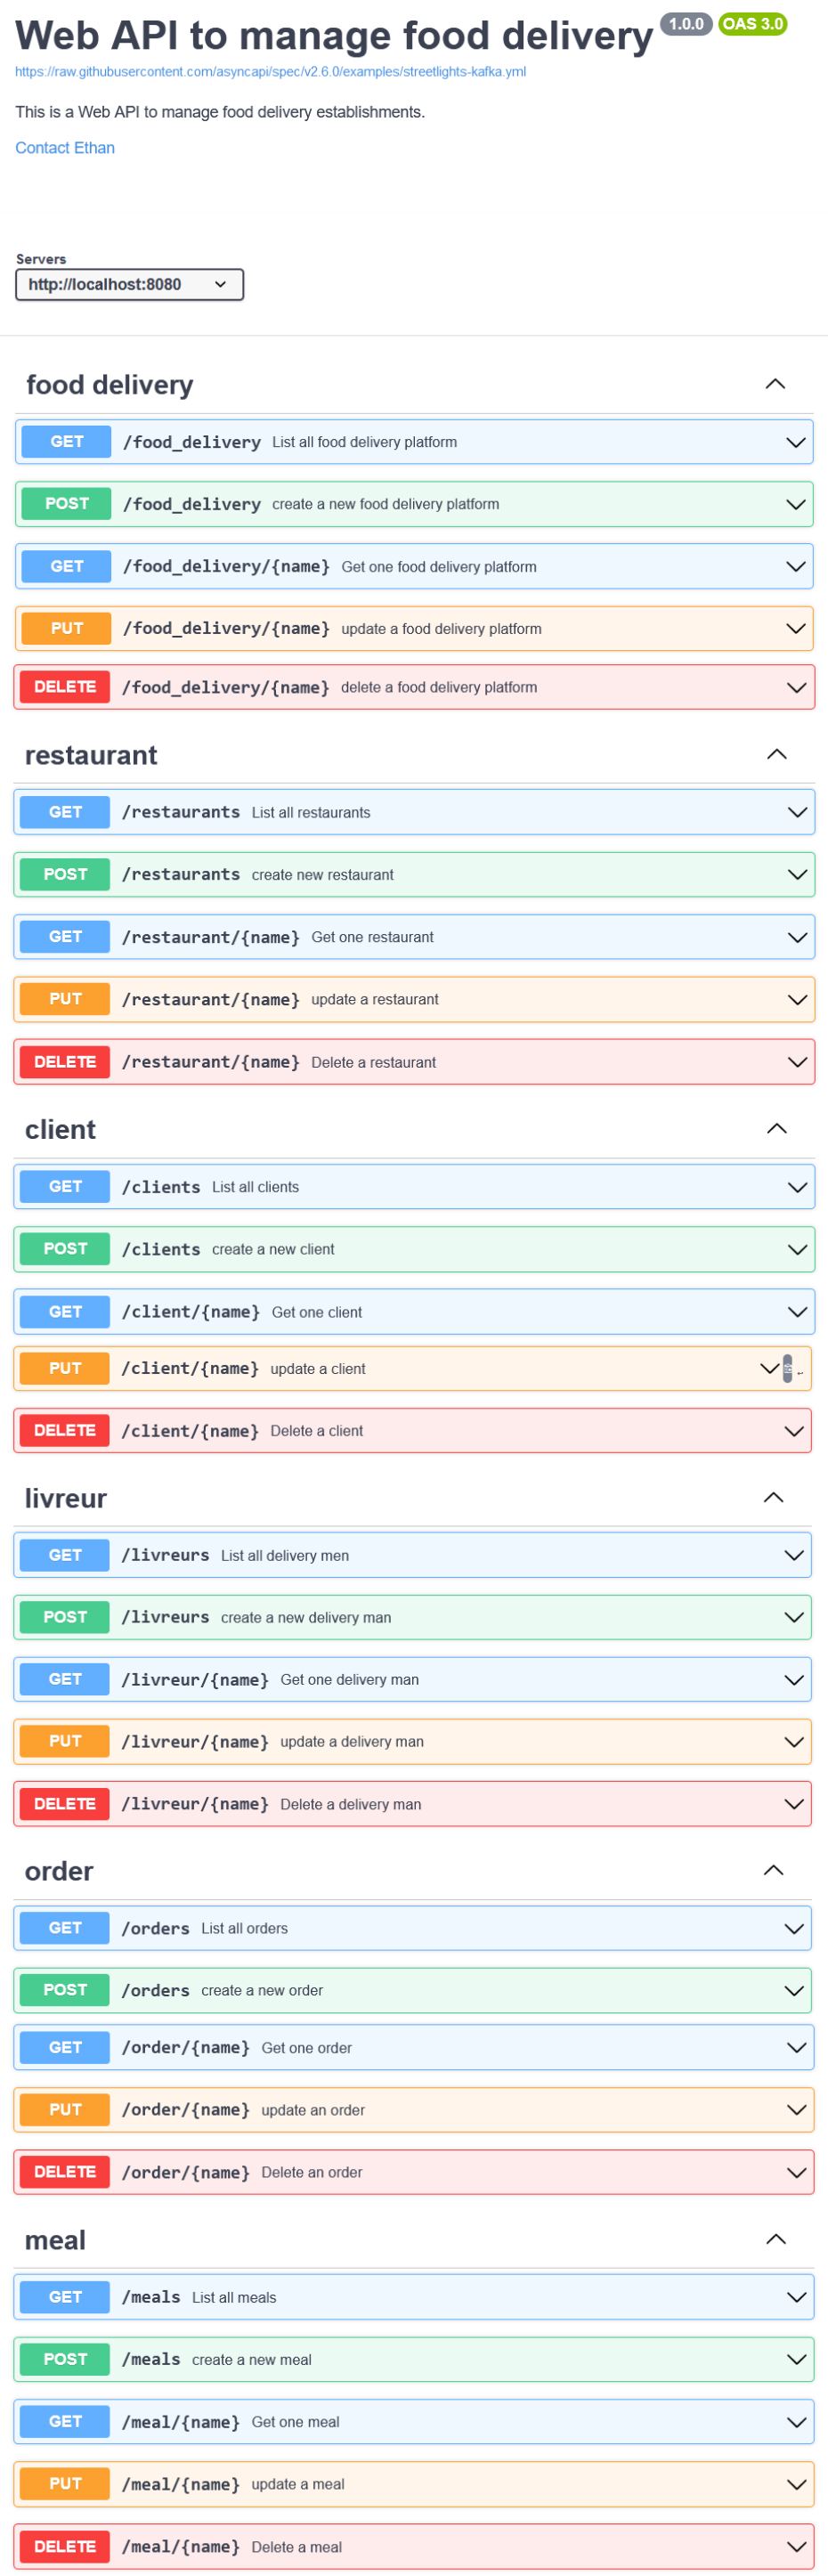 Web API to manage food delivery 1.0.0 OAS 3.0
https://raw.githubusercontent.com/asyncapi/spec/v2.6.0/examples/streetlights-kafka.yml
This is a Web API to manage food delivery establishments.
Contact Ethan
Servers
http://localhost:8080
food delivery
GET /food_delivery List all food delivery platform
POST /food_delivery create a new food delivery platform
GET /food_delivery/{name} Get one food delivery platform
PUT /food_delivery/{name} update a food delivery platform
DELETE /food_delivery/{name} delete a food delivery platform
restaurant
GET /restaurants List all restaurants
POST /restaurants create new restaurant
GET /restaurant/{name} Get one restaurant
PUT /restaurant/{name} update a restaurant
DELETE /restaurant/{name} Delete a restaurant
client
GET /clients List all clients
POST /clients create a new client
GET /client/{name} Get one client
PUT /client/{name} update a client
DELETE /client/{name} Delete a client
livreur
GET /livreurs List all delivery men
POST /livreurs create a new delivery man
GET /livreur/{name} Get one delivery man
PUT /livreur/{name} update a delivery man
DELETE /livreur/{name} Delete a delivery man
order
GET /orders List all orders
POST /orders create a new order
GET /order/{name} Get one order
PUT /order/{name} update an order
DELETE /order/{name} Delete an order
meal
GET /meals List all meals
POST /meals create a new meal
GET /meal/{name} Get one meal
PUT /meal/{name} update a meal
DELETE /meal/{name} Delete a meal